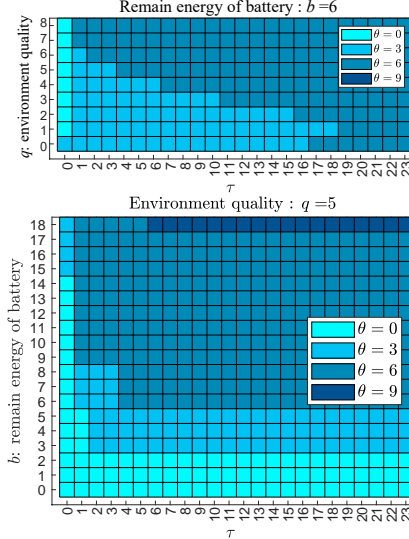 Remain energy of battery : b =6
q: environment quality
8
7
6
5
4
3
2
1
0
θ = 0
θ = 3
θ = 6
θ = 9
0 1 2 3 4 5 6 7 8 9 10 11 12 13 14 15 16 17 18 19 20 21 22 23
τ
Environment quality : q =5
b: remain energy of battery
18
17
16
15
14
13
12
11
10
9
8
7
6
5
4
3
2
1
0
θ = 0
θ = 3
θ = 6
θ = 9
0 1 2 3 4 5 6 7 8 9 10 11 12 13 14 15 16 17 18 19 20 21 22 23
τ